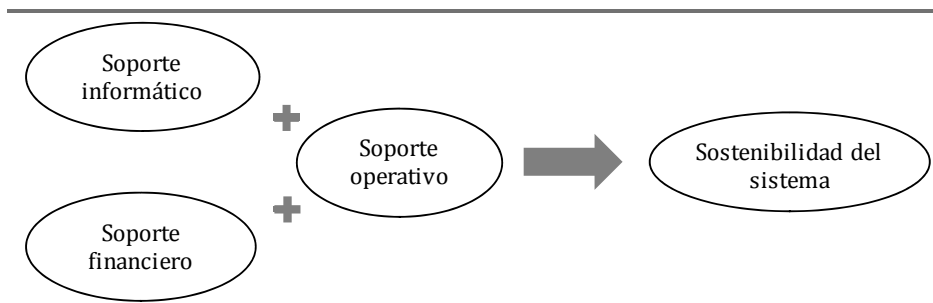 Soporte
informático
Soporte
operativo
Sostenibilidad del
sistema
Soporte
financiero